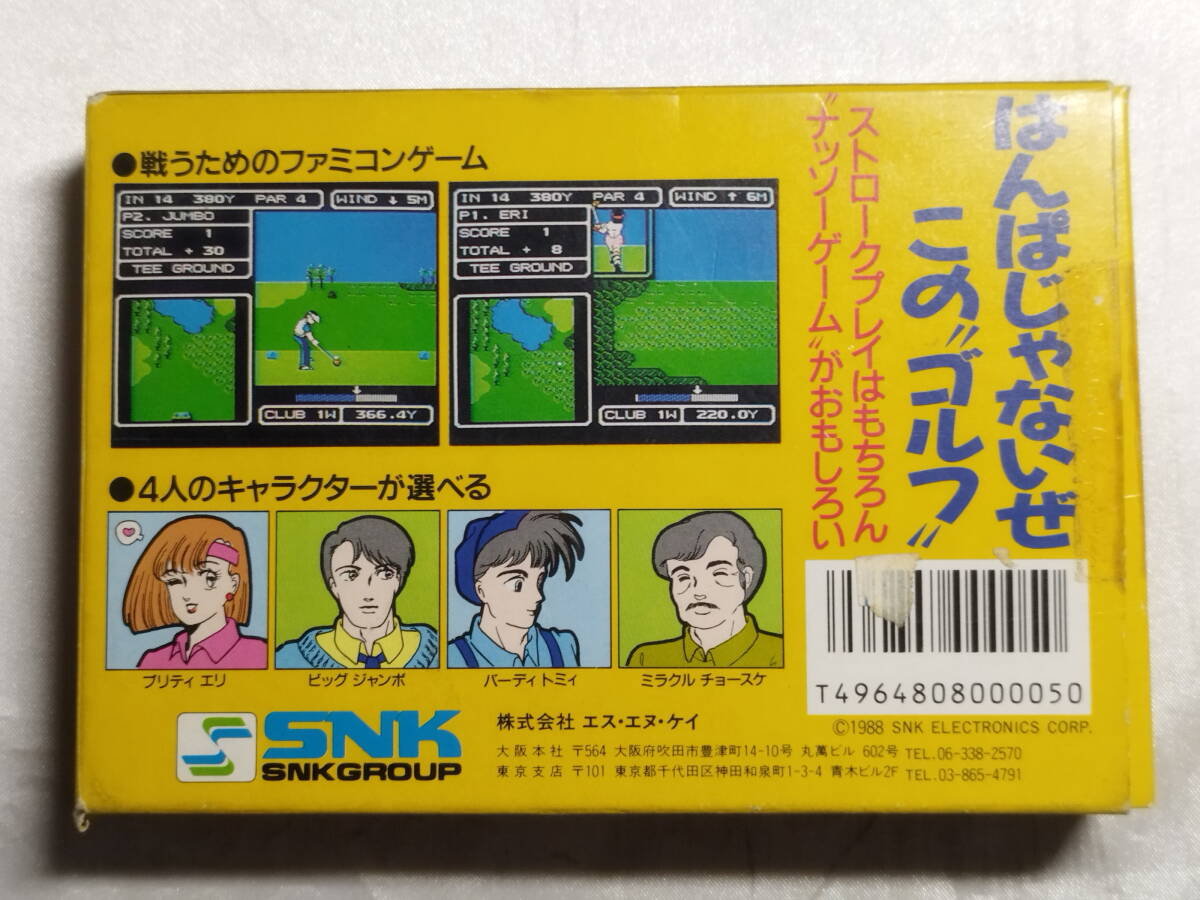 はんぱじゃないぜ
この"ゴルフ"
ストロークプレイはもちろん
"ナッソーゲーム"がおもしろい
●戦うためのファミコンゲーム
IN 14 380Y PAR 4 WIND ↓ 5M
P2. JUMBO
SCORE 1
TOTAL + 30
TEE GROUND
CLUB 1W 366.4Y
IN 14 380Y PAR 4 WIND ↑ 6M
P1. ERI
SCORE 1
TOTAL + 8
TEE GROUND
CLUB 1W 220.0Y
●4人のキャラクターが選べる
プリティ エリ
ビッグ ジャンボ
バーディ トミィ
ミラクル チョースケ
T4964808000050
©1988 SNK ELECTRONICS CORP.
SNK
SNK GROUP
株式会社 エス・エヌ・ケイ
大阪本社 〒564 大阪府吹田市豊津町14-10号 丸萬ビル 602号 TEL.06-338-2570
東京支店 〒101 東京都千代田区神田和泉町1-3-4 青木ビル2F TEL.03-865-4791